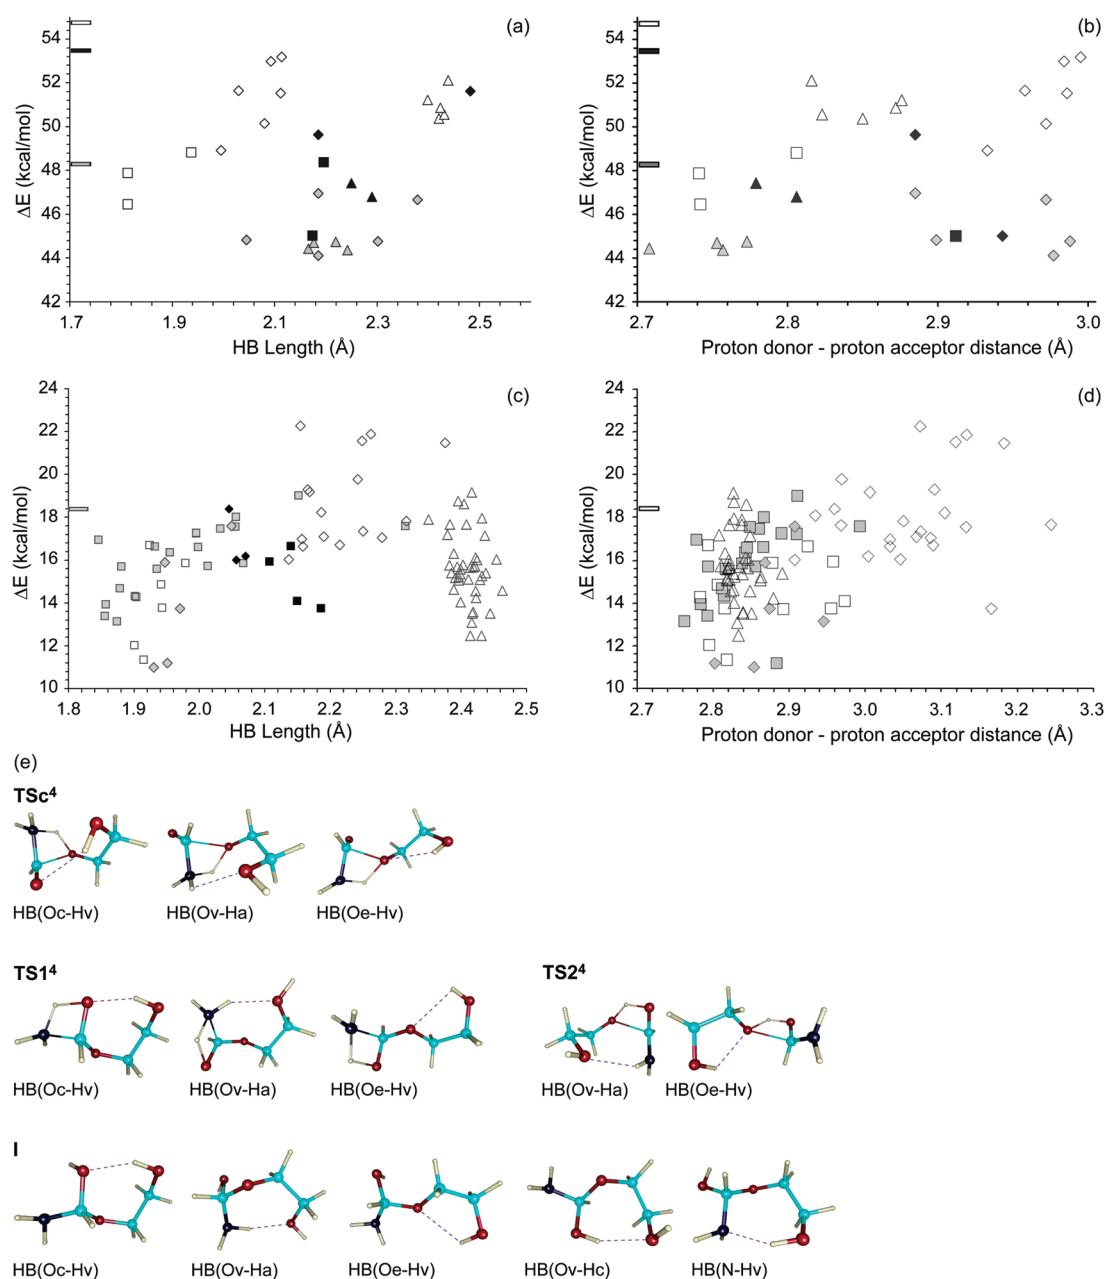 (a)
54
52
50
48
46
44
42
ΔE (kcal/mol)
1.7 1.9 2.1 2.3 2.5
HB Length (Å)
(b)
54
52
50
48
46
44
42
ΔE (kcal/mol)
2.7 2.8 2.9 3.0
Proton donor - proton acceptor distance (Å)
(c)
24
22
20
18
16
14
12
10
ΔE (kcal/mol)
1.8 1.9 2.0 2.1 2.2 2.3 2.4 2.5
HB Length (Å)
(d)
24
22
20
18
16
14
12
10
ΔE (kcal/mol)
2.7 2.8 2.9 3.0 3.1 3.2 3.3
Proton donor - proton acceptor distance (Å)
(e)
TSc⁴
HB(Oc-Hv) HB(Ov-Ha) HB(Oe-Hv)
TS1⁴ TS2⁴
HB(Oc-Hv) HB(Ov-Ha) HB(Oe-Hv) HB(Ov-Ha) HB(Oe-Hv)
I
HB(Oc-Hv) HB(Ov-Ha) HB(Oe-Hv) HB(Ov-Hc) HB(N-Hv)